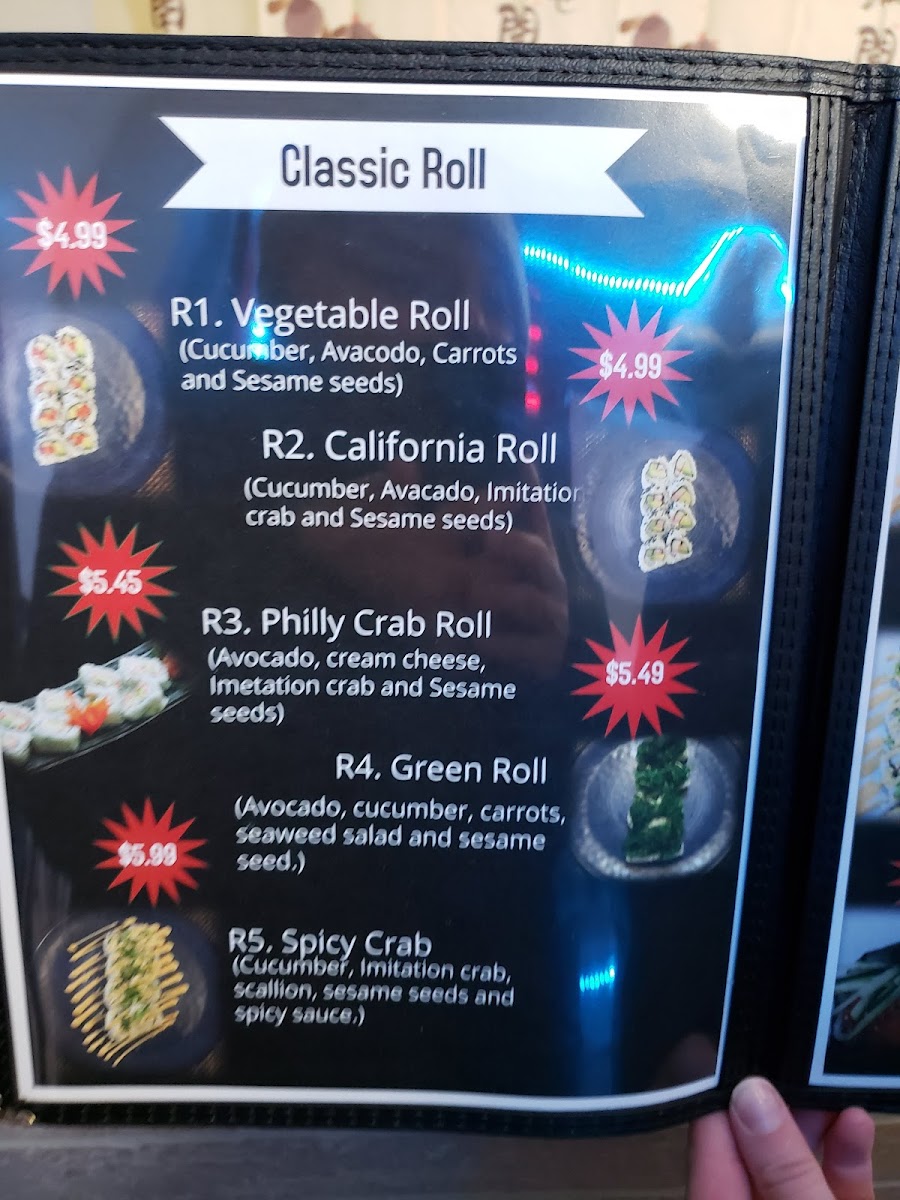 Classic Roll
$4.99
R1. Vegetable Roll
(Cucumber, Avacodo, Carrots
and Sesame seeds)
$4.99
R2. California Roll
(Cucumber, Avacado, Imitation
crab and Sesame seeds)
$5.45
R3. Philly Crab Roll
(Avocado, cream cheese,
Imetation crab and Sesame
seeds)
$5.49
R4. Green Roll
(Avocado, cucumber, carrots,
seaweed salad and sesame
seed.)
$5.99
R5. Spicy Crab
(Cucumber, Imitation crab,
scallion, sesame seeds and
spicy sauce.)